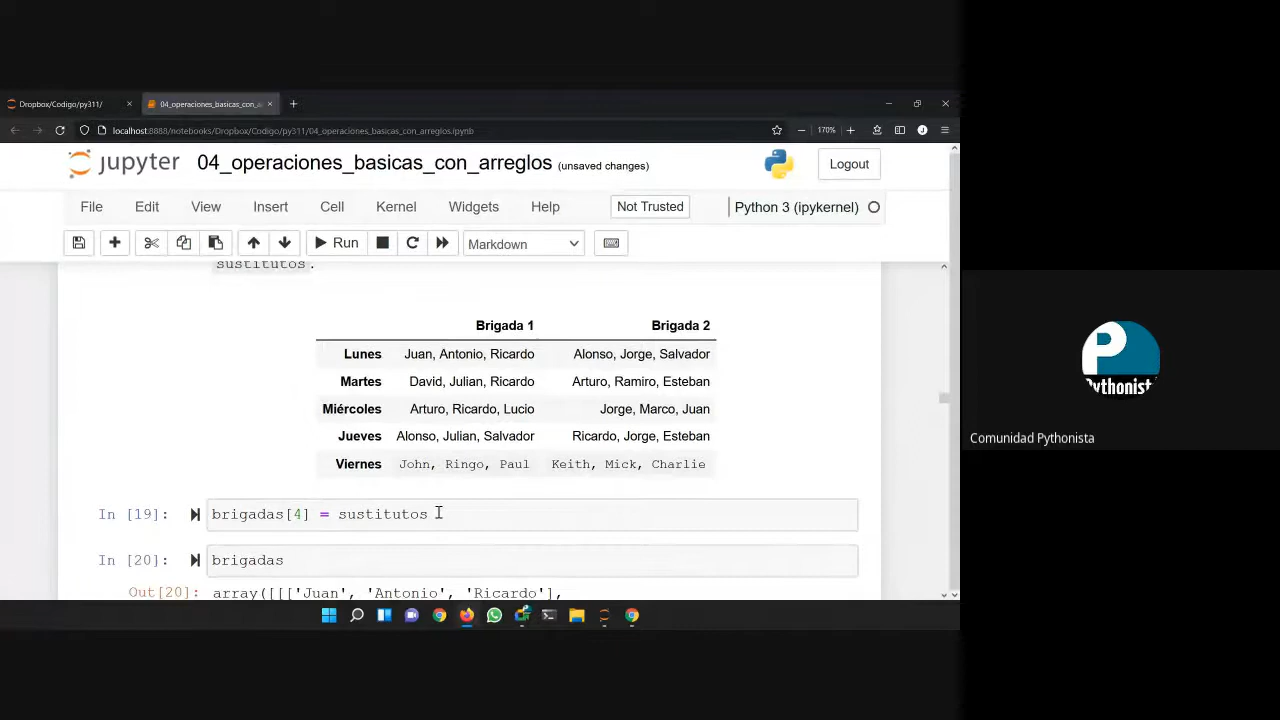 Dropbox/Codigo/py311/
04_operaciones_basicas_con_a
localhost:8888/notebooks/Dropbox/Codigo/py311/04_operaciones_basicas_con_arreglos.ipynb
170%
jupyter 04_operaciones_basicas_con_arreglos (unsaved changes)
Logout
File Edit View Insert Cell Kernel Widgets Help
Not Trusted
Python 3 (ipykernel)
Run
Markdown
sustitutos.
Brigada 1 Brigada 2
Lunes Juan, Antonio, Ricardo Alonso, Jorge, Salvador
Martes David, Julian, Ricardo Arturo, Ramiro, Esteban
Miércoles Arturo, Ricardo, Lucio Jorge, Marco, Juan
Jueves Alonso, Julian, Salvador Ricardo, Jorge, Esteban
Viernes John, Ringo, Paul Keith, Mick, Charlie
In [19]: brigadas[4] = sustitutos
In [20]: brigadas
Out[20]: array([[['Juan', 'Antonio', 'Ricardo'],
Pythonist
Comunidad Pythonista